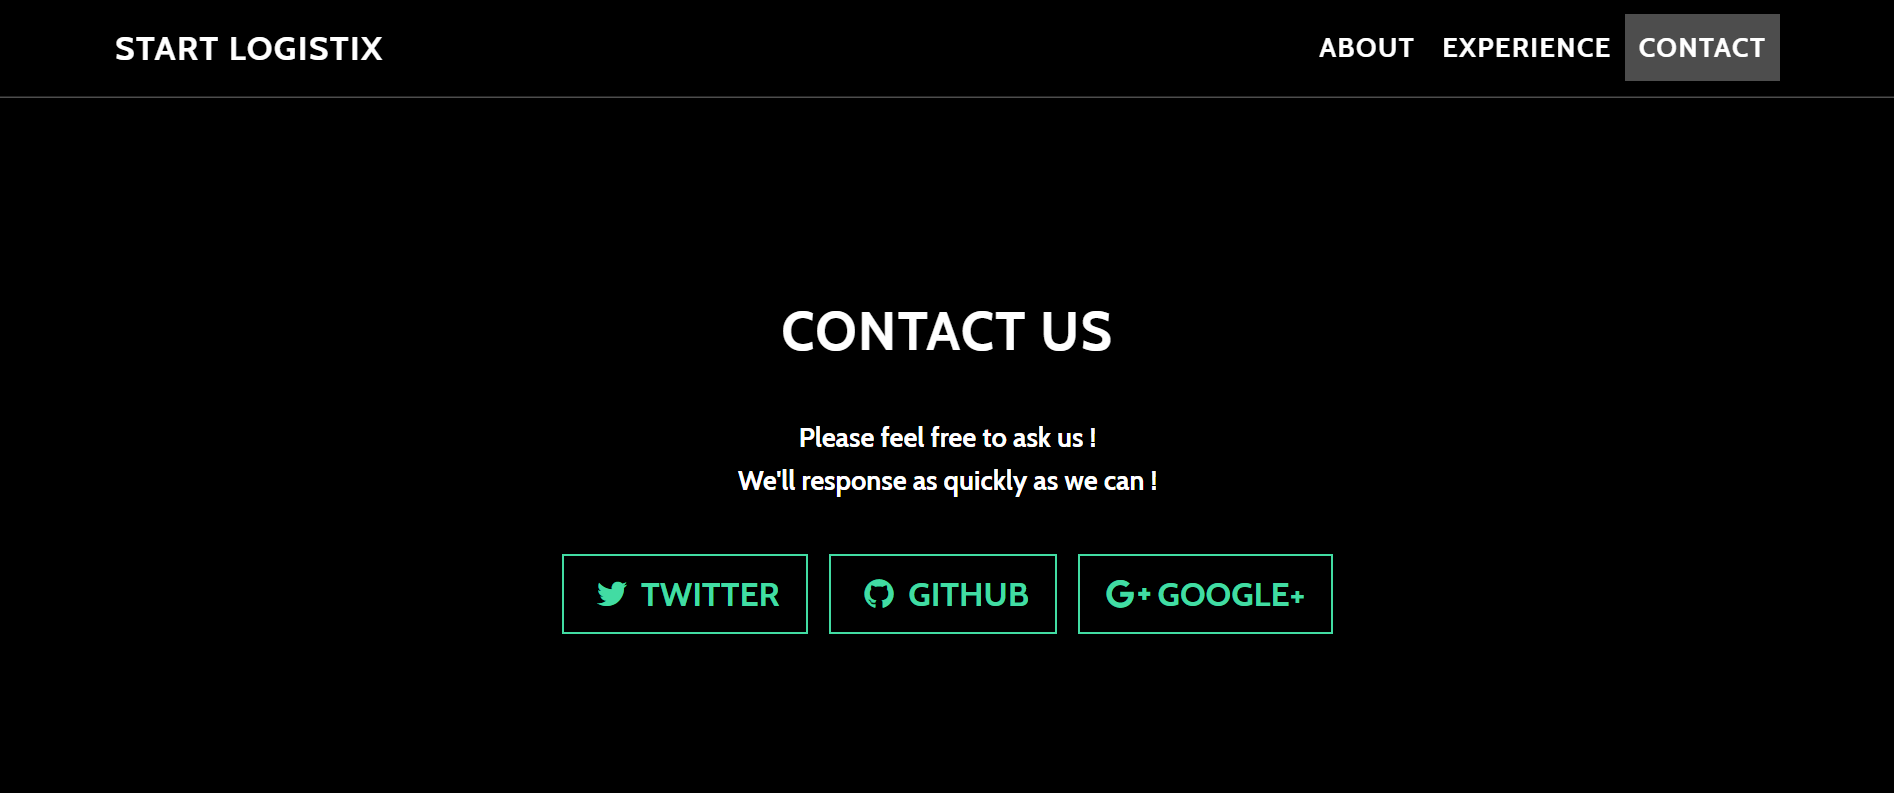 START LOGISTIX
ABOUT EXPERIENCE CONTACT
CONTACT US
Please feel free to ask us !
We'll response as quickly as we can !
TWITTER GITHUB G+ GOOGLE+